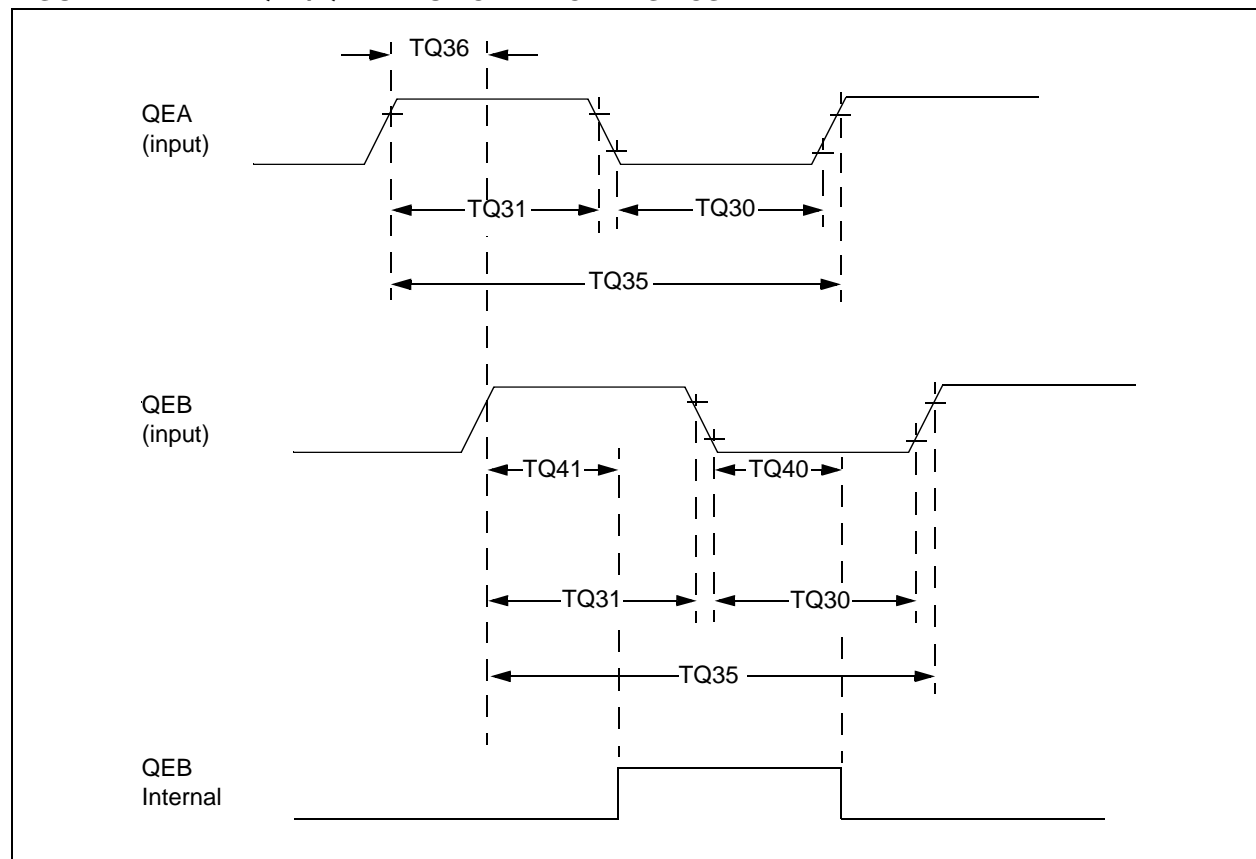 TQ36
QEA
(input)
TQ31
TQ30
TQ35
QEB
(input)
TQ41
TQ40
TQ31
TQ30
TQ35
QEB
Internal